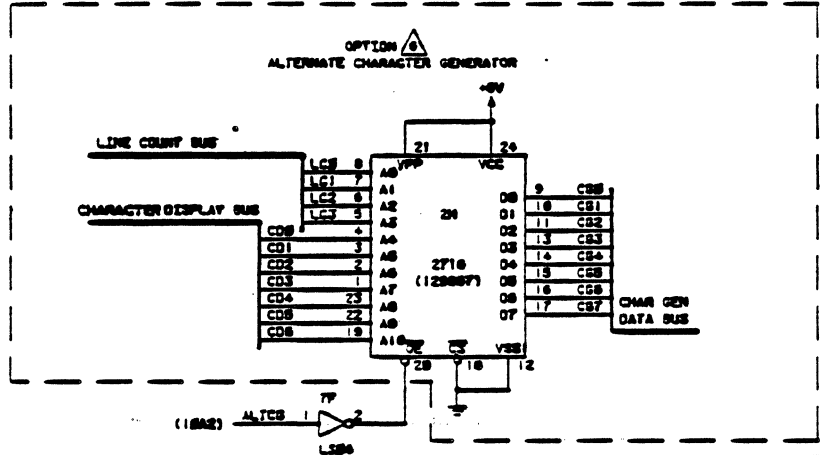 OPTION 6
ALTERNATE CHARACTER GENERATOR
+5V
LINE COUNT BUS
CHARACTER DISPLAY BUS
21 24
VPP VCC
LC0 8 A0
LC1 7 A1
LC2 6 A2
LC3 5 A3
CD0 4 A4
CD1 3 A5
CD2 2 A6
CD3 1 A7
CD4 23 A8
CD5 22 A9
CD6 19 A10
2N
2716
D0 9 CG0
D1 10 CG1
D2 11 CG2
D3 13 CG3
D4 14 CG4
D5 15 CG5
D6 16 CG6
D7 17 CG7
CHAR GEN
DATA BUS
OE CS VSS
20 18 12
7F
ALTCG 1 2
LS04